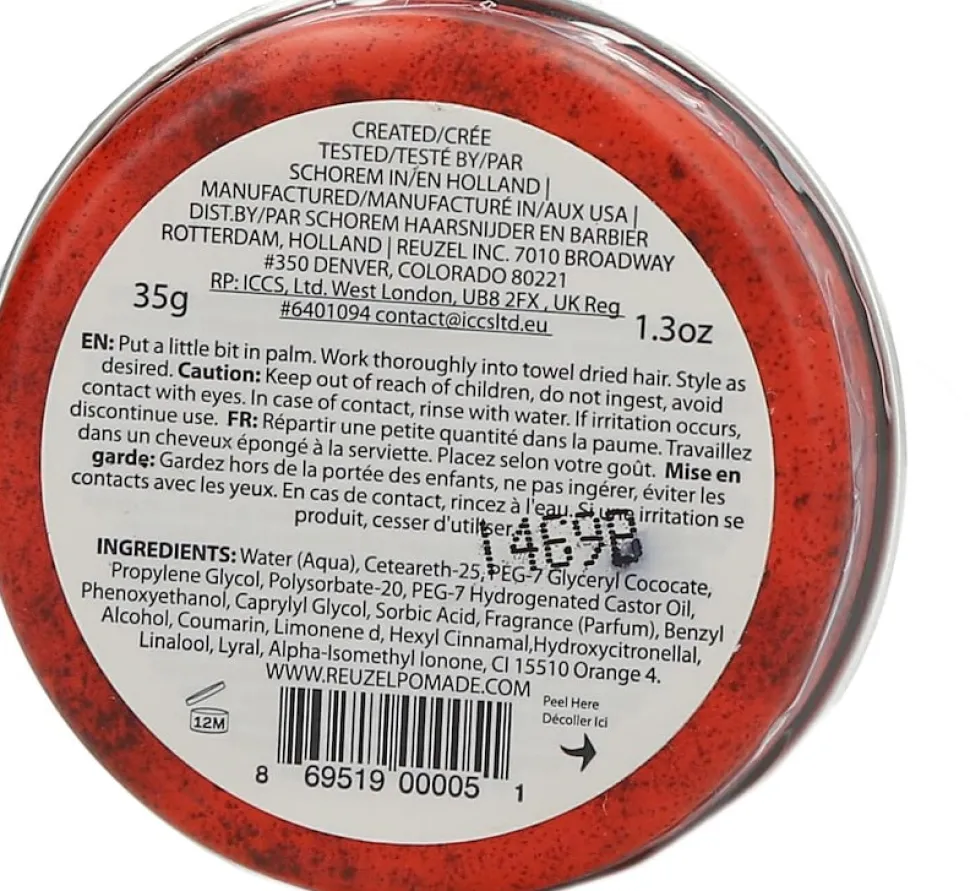 CREATED/CRÉE
TESTED/TESTÉ BY/PAR
SCHOREM IN/EN HOLLAND |
MANUFACTURED/MANUFACTURÉ IN/AUX USA |
DIST.BY/PAR SCHOREM HAARSNIJDER EN BARBIER
ROTTERDAM, HOLLAND | REUZEL INC. 7010 BROADWAY
#350 DENVER, COLORADO 80221
RP: ICCS, Ltd. West London, UB8 2FX , UK Reg
#6401094 contact@iccsltd.eu
35g
1.3oz
EN: Put a little bit in palm. Work thoroughly into towel dried hair. Style as
desired. Caution: Keep out of reach of children, do not ingest, avoid
contact with eyes. In case of contact, rinse with water. If irritation occurs,
discontinue use. FR: Répartir une petite quantité dans la paume. Travaillez
dans un cheveux épongé à la serviette. Placez selon votre goût. Mise en
garde: Gardez hors de la portée des enfants, ne pas ingérer, éviter les
contacts avec les yeux. En cas de contact, rincez à l'eau. Si une irritation se
produit, cesser d'utiliser.
INGREDIENTS: Water (Aqua), Ceteareth-25, PEG-7 Glyceryl Cococate,
Propylene Glycol, Polysorbate-20, PEG-7 Hydrogenated Castor Oil,
Phenoxyethanol, Caprylyl Glycol, Sorbic Acid, Fragrance (Parfum), Benzyl
Alcohol, Coumarin, Limonene d, Hexyl Cinnamal,Hydroxycitronellal,
Linalool, Lyral, Alpha-Isomethyl Ionone, CI 15510 Orange 4.
WWW.REUZELPOMADE.COM
12M
Peel Here
Décoller Ici
8 69519 00005 1